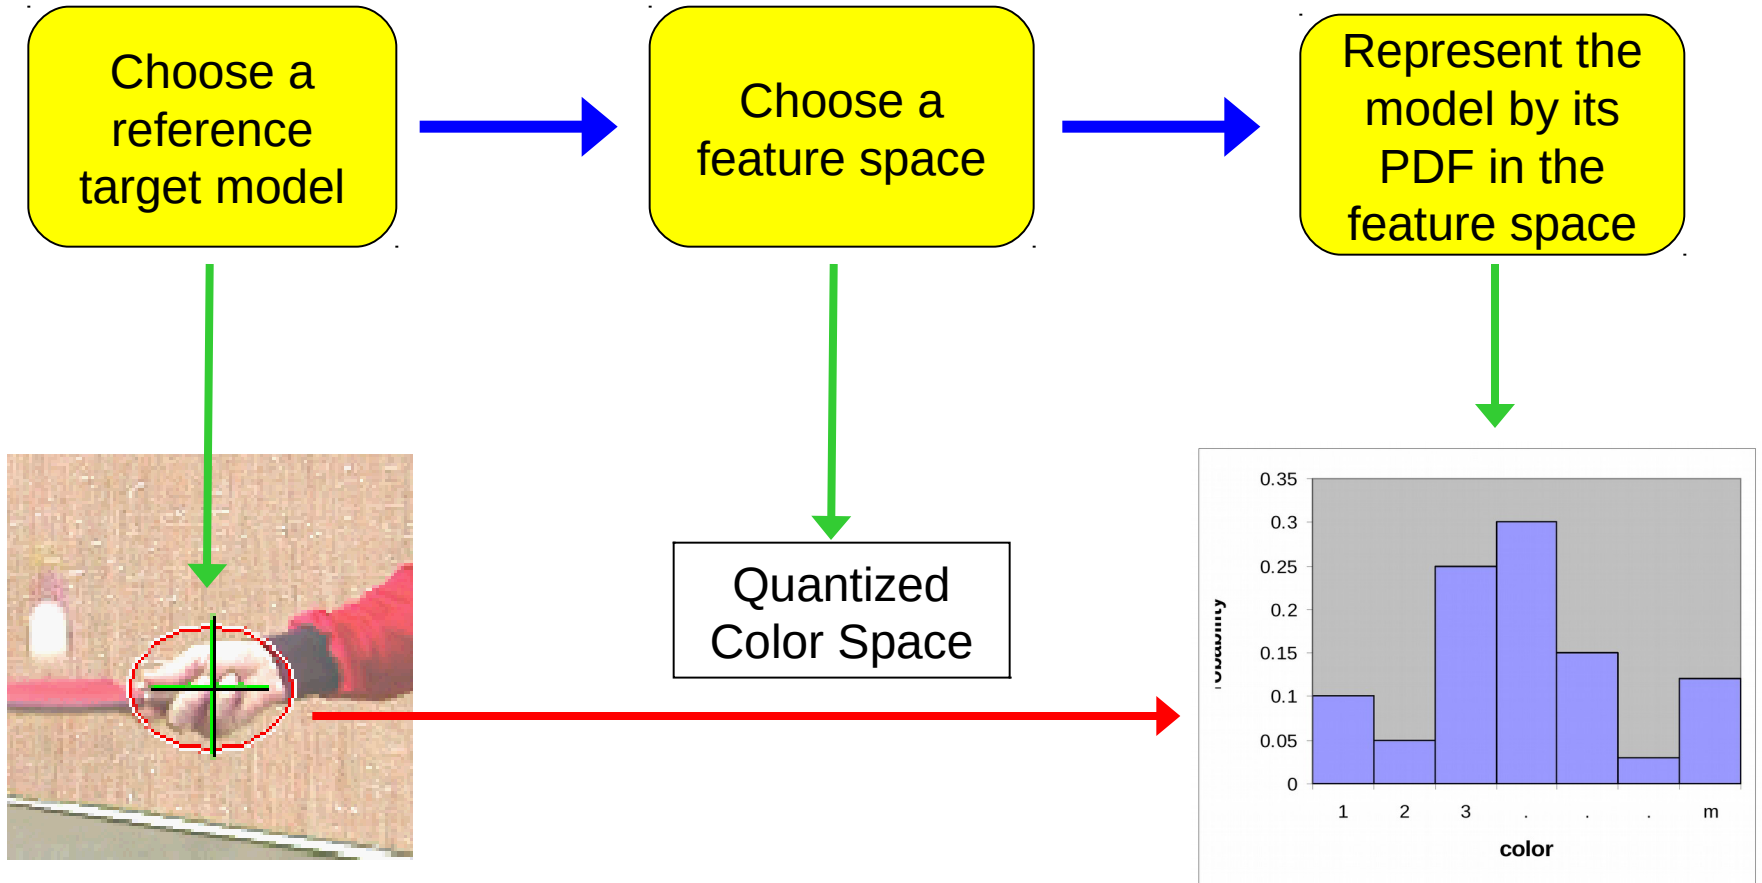 Choose a
reference
target model
Choose a
feature space
Represent the
model by its
PDF in the
feature space
Quantized
Color Space
0.35
0.3
0.25
0.2
0.15
0.1
0.05
0
1 2 3 . . . m
color